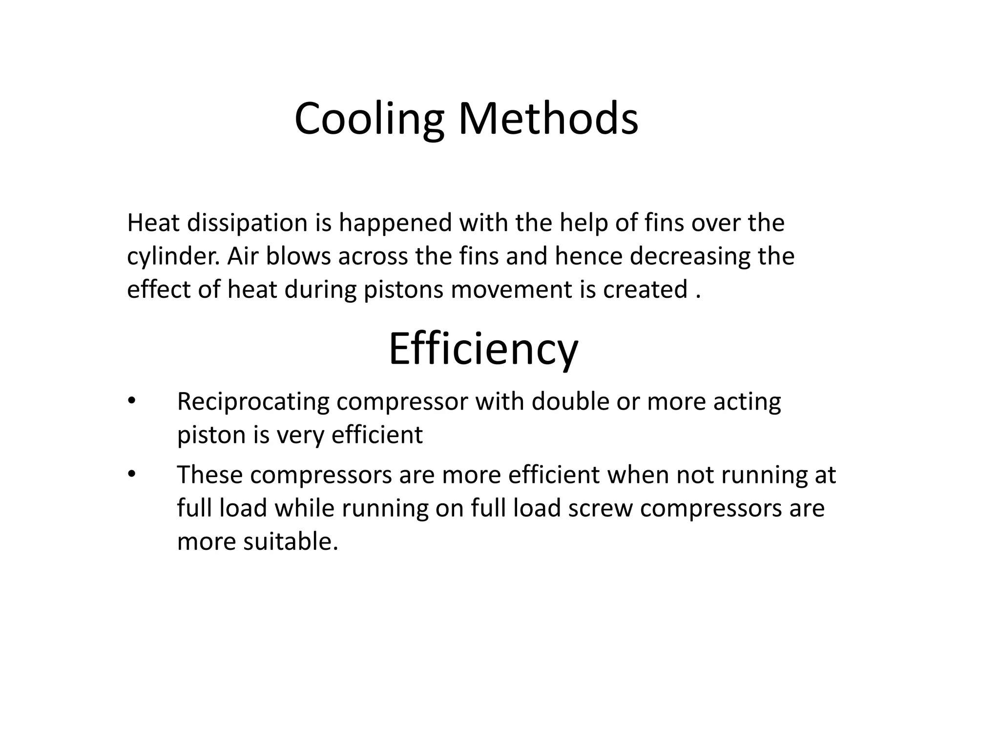 Cooling Methods
Heat dissipation is happened with the help of fins over the
cylinder. Air blows across the fins and hence decreasing the
effect of heat during pistons movement is created .
Efficiency
• Reciprocating compressor with double or more acting
piston is very efficient
• These compressors are more efficient when not running at
full load while running on full load screw compressors are
more suitable.